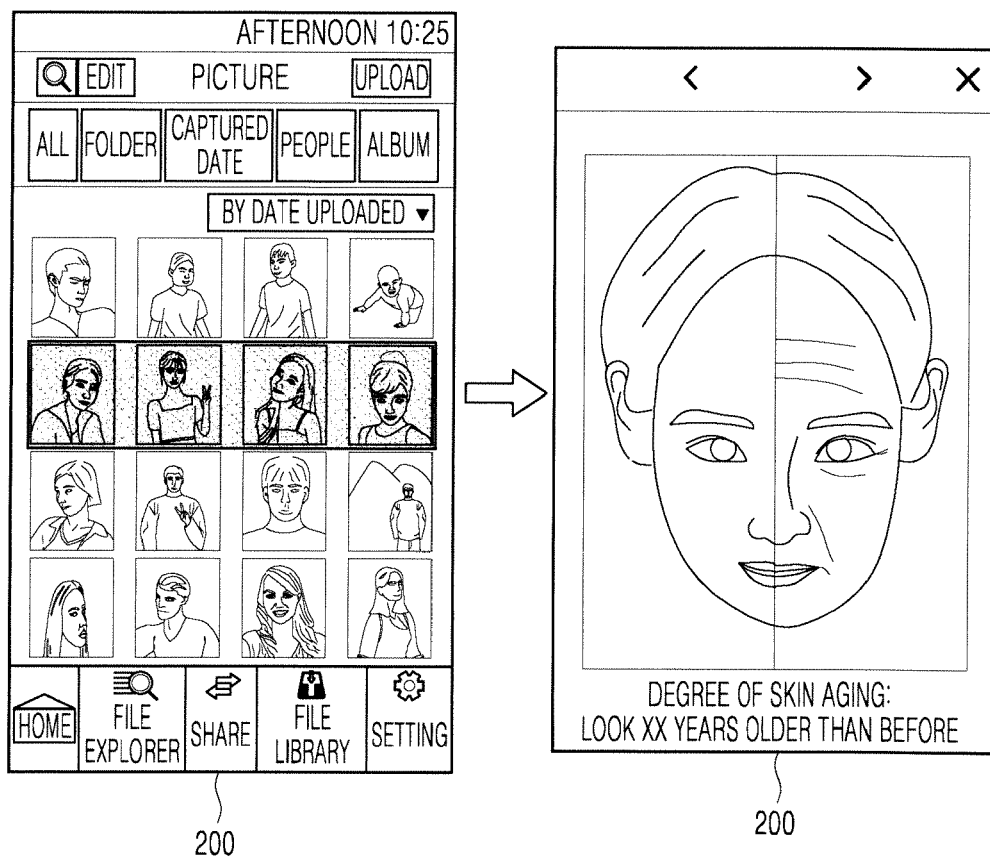 AFTERNOON 10:25
EDIT PICTURE UPLOAD
ALL FOLDER CAPTURED DATE PEOPLE ALBUM
BY DATE UPLOADED ▼
HOME FILE EXPLORER SHARE FILE LIBRARY SETTING
200
< > ✕
DEGREE OF SKIN AGING:
LOOK XX YEARS OLDER THAN BEFORE
200